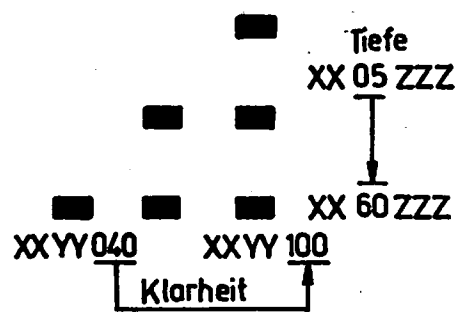 Tiefe
XX 05 ZZZ
XX 60 ZZZ
XXYY 040 XXYY 100
Klarheit